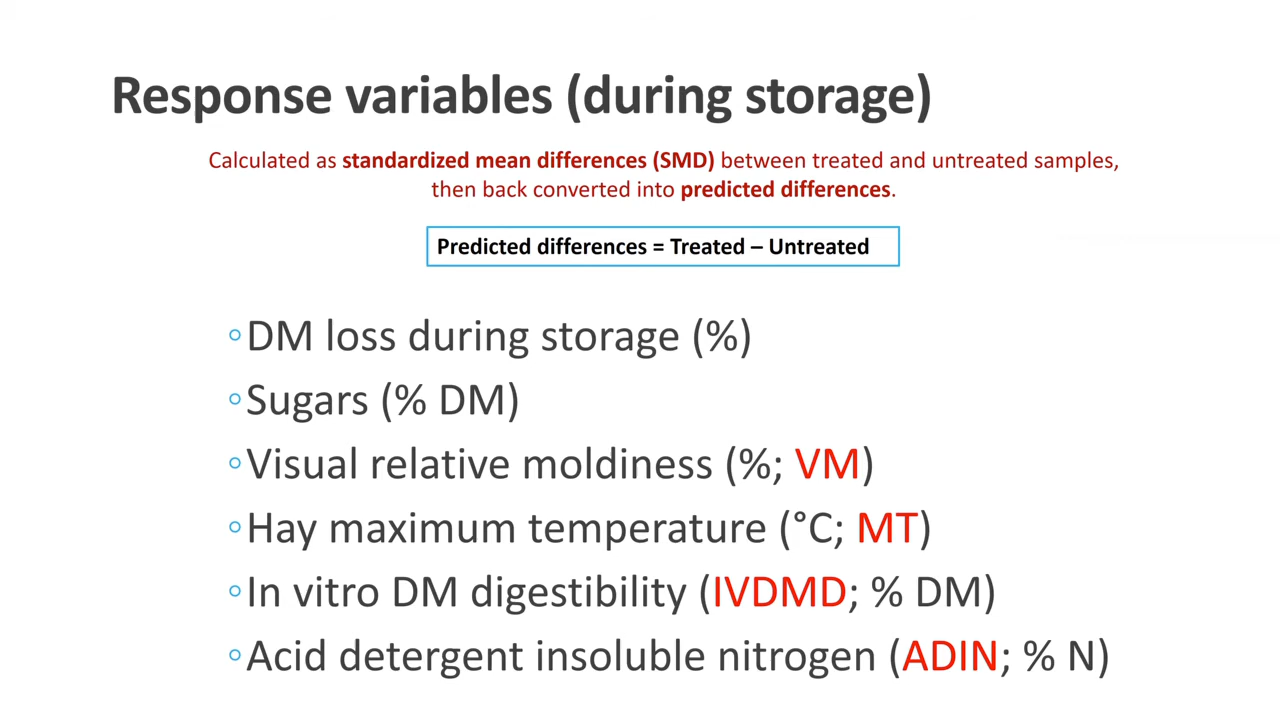 Response variables (during storage)
Calculated as standardized mean differences (SMD) between treated and untreated samples,
then back converted into predicted differences.
Predicted differences = Treated – Untreated
◦DM loss during storage (%)
◦Sugars (% DM)
◦Visual relative moldiness (%; VM)
◦Hay maximum temperature (°C; MT)
◦In vitro DM digestibility (IVDMD; % DM)
◦Acid detergent insoluble nitrogen (ADIN; % N)